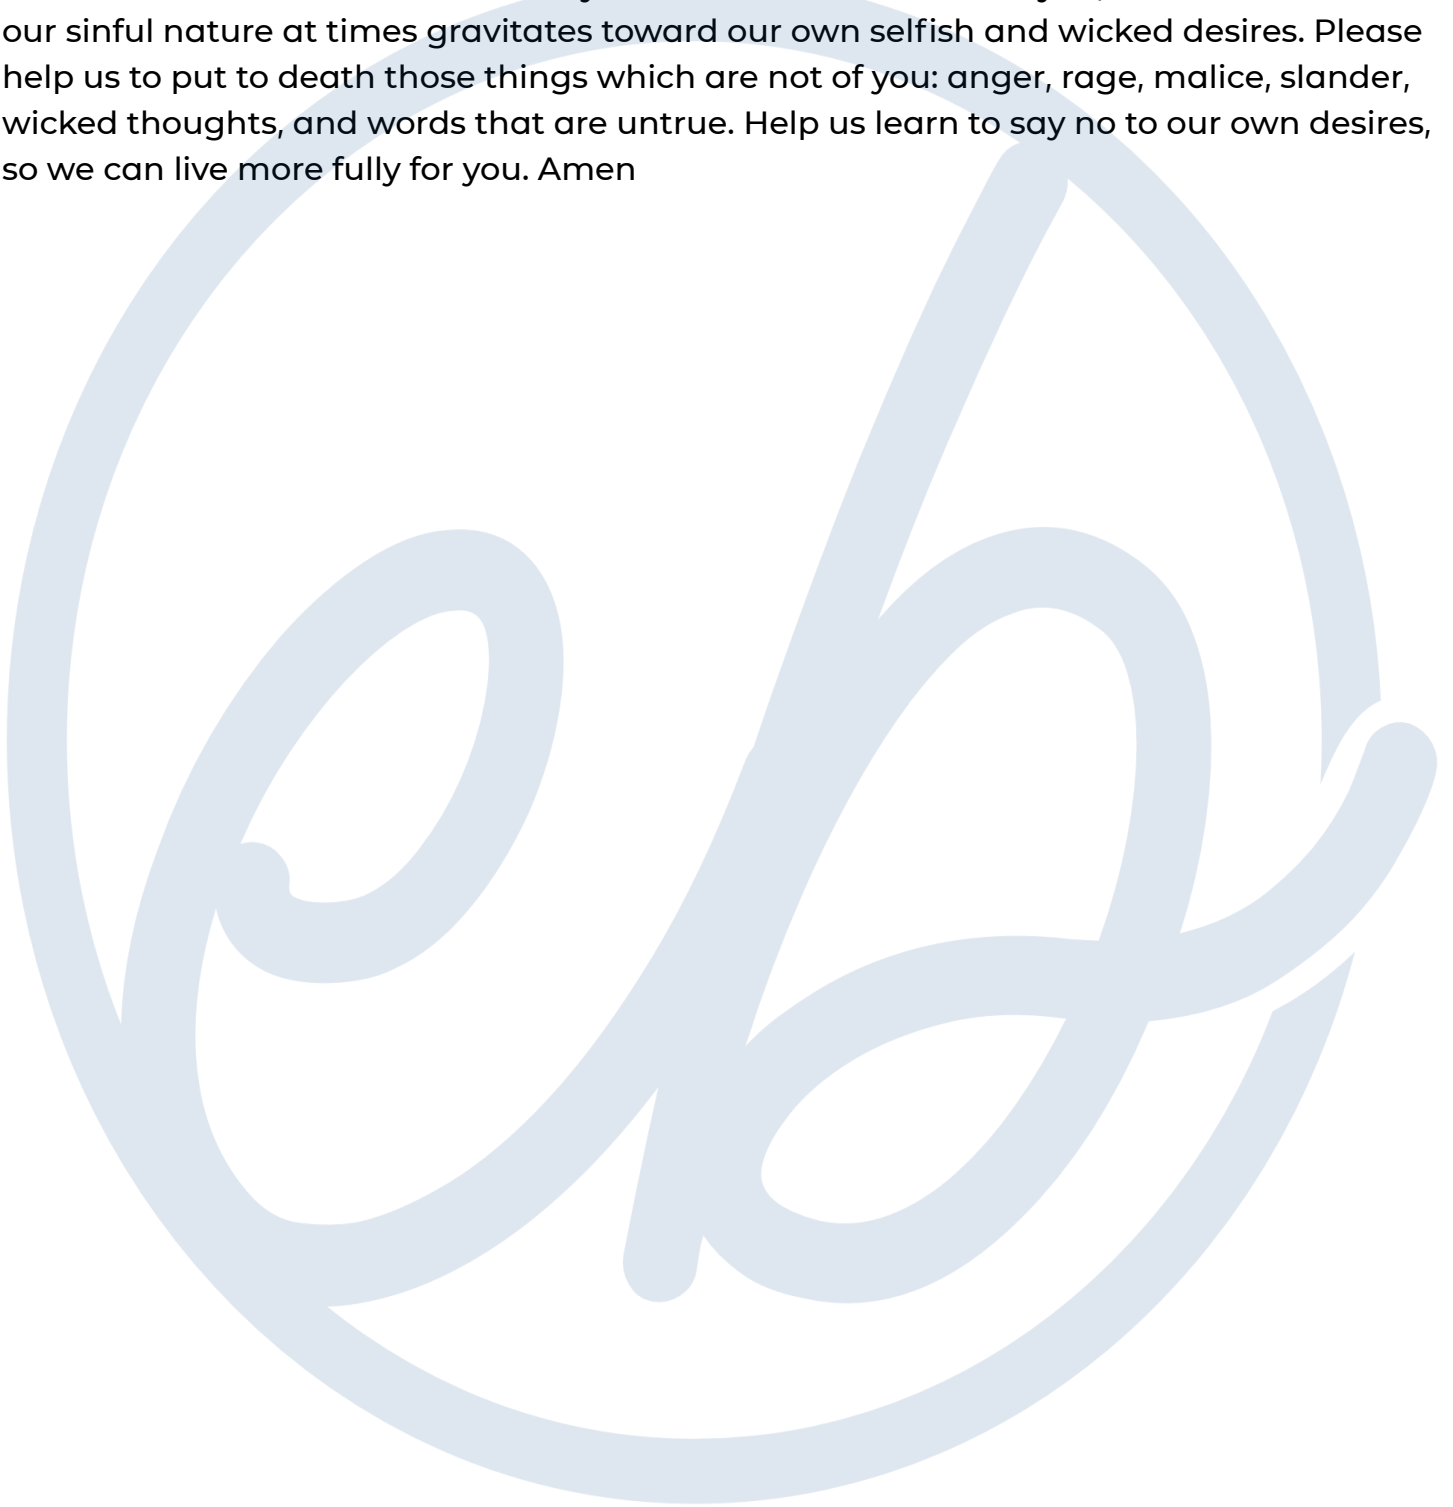 our sinful nature at times gravitates toward our own selfish and wicked desires. Please
help us to put to death those things which are not of you: anger, rage, malice, slander,
wicked thoughts, and words that are untrue. Help us learn to say no to our own desires,
so we can live more fully for you. Amen
eb